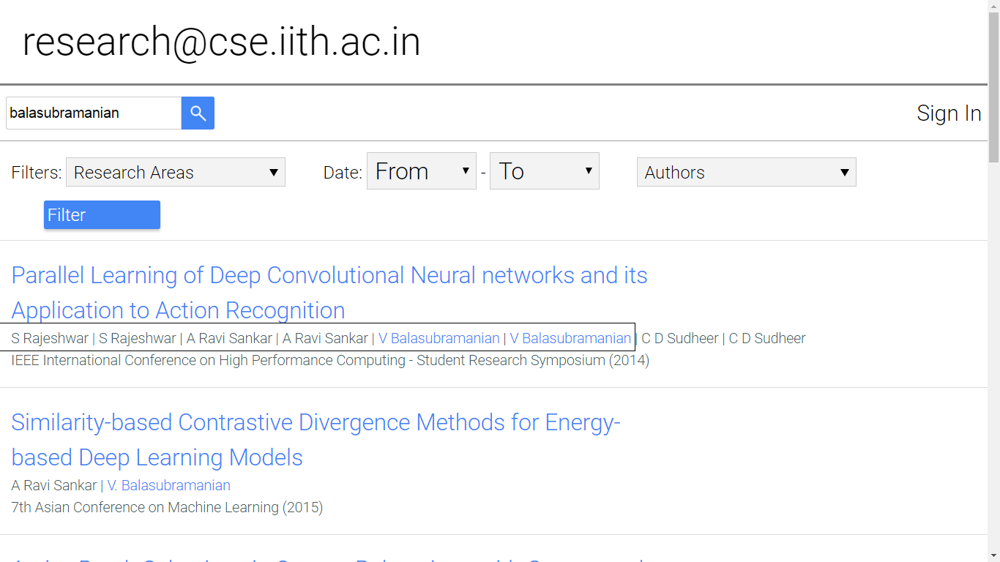 research@cse.iith.ac.in
balasubramanian
Sign In
Filters: Research Areas Date: From - To Authors
Filter
Parallel Learning of Deep Convolutional Neural networks and its
Application to Action Recognition
S Rajeshwar | S Rajeshwar | A Ravi Sankar | A Ravi Sankar | V Balasubramanian | V Balasubramanian | C D Sudheer | C D Sudheer
IEEE International Conference on High Performance Computing - Student Research Symposium (2014)
Similarity-based Contrastive Divergence Methods for Energy-
based Deep Learning Models
A Ravi Sankar | V. Balasubramanian
7th Asian Conference on Machine Learning (2015)